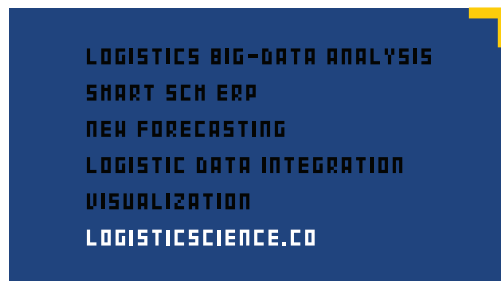 LOGISTICS BIG-DATA ANALYSIS
SMART SCM ERP
NEW FORECASTING
LOGISTIC DATA INTEGRATION
VISUALIZATION
LOGISTICSCIENCE.CO